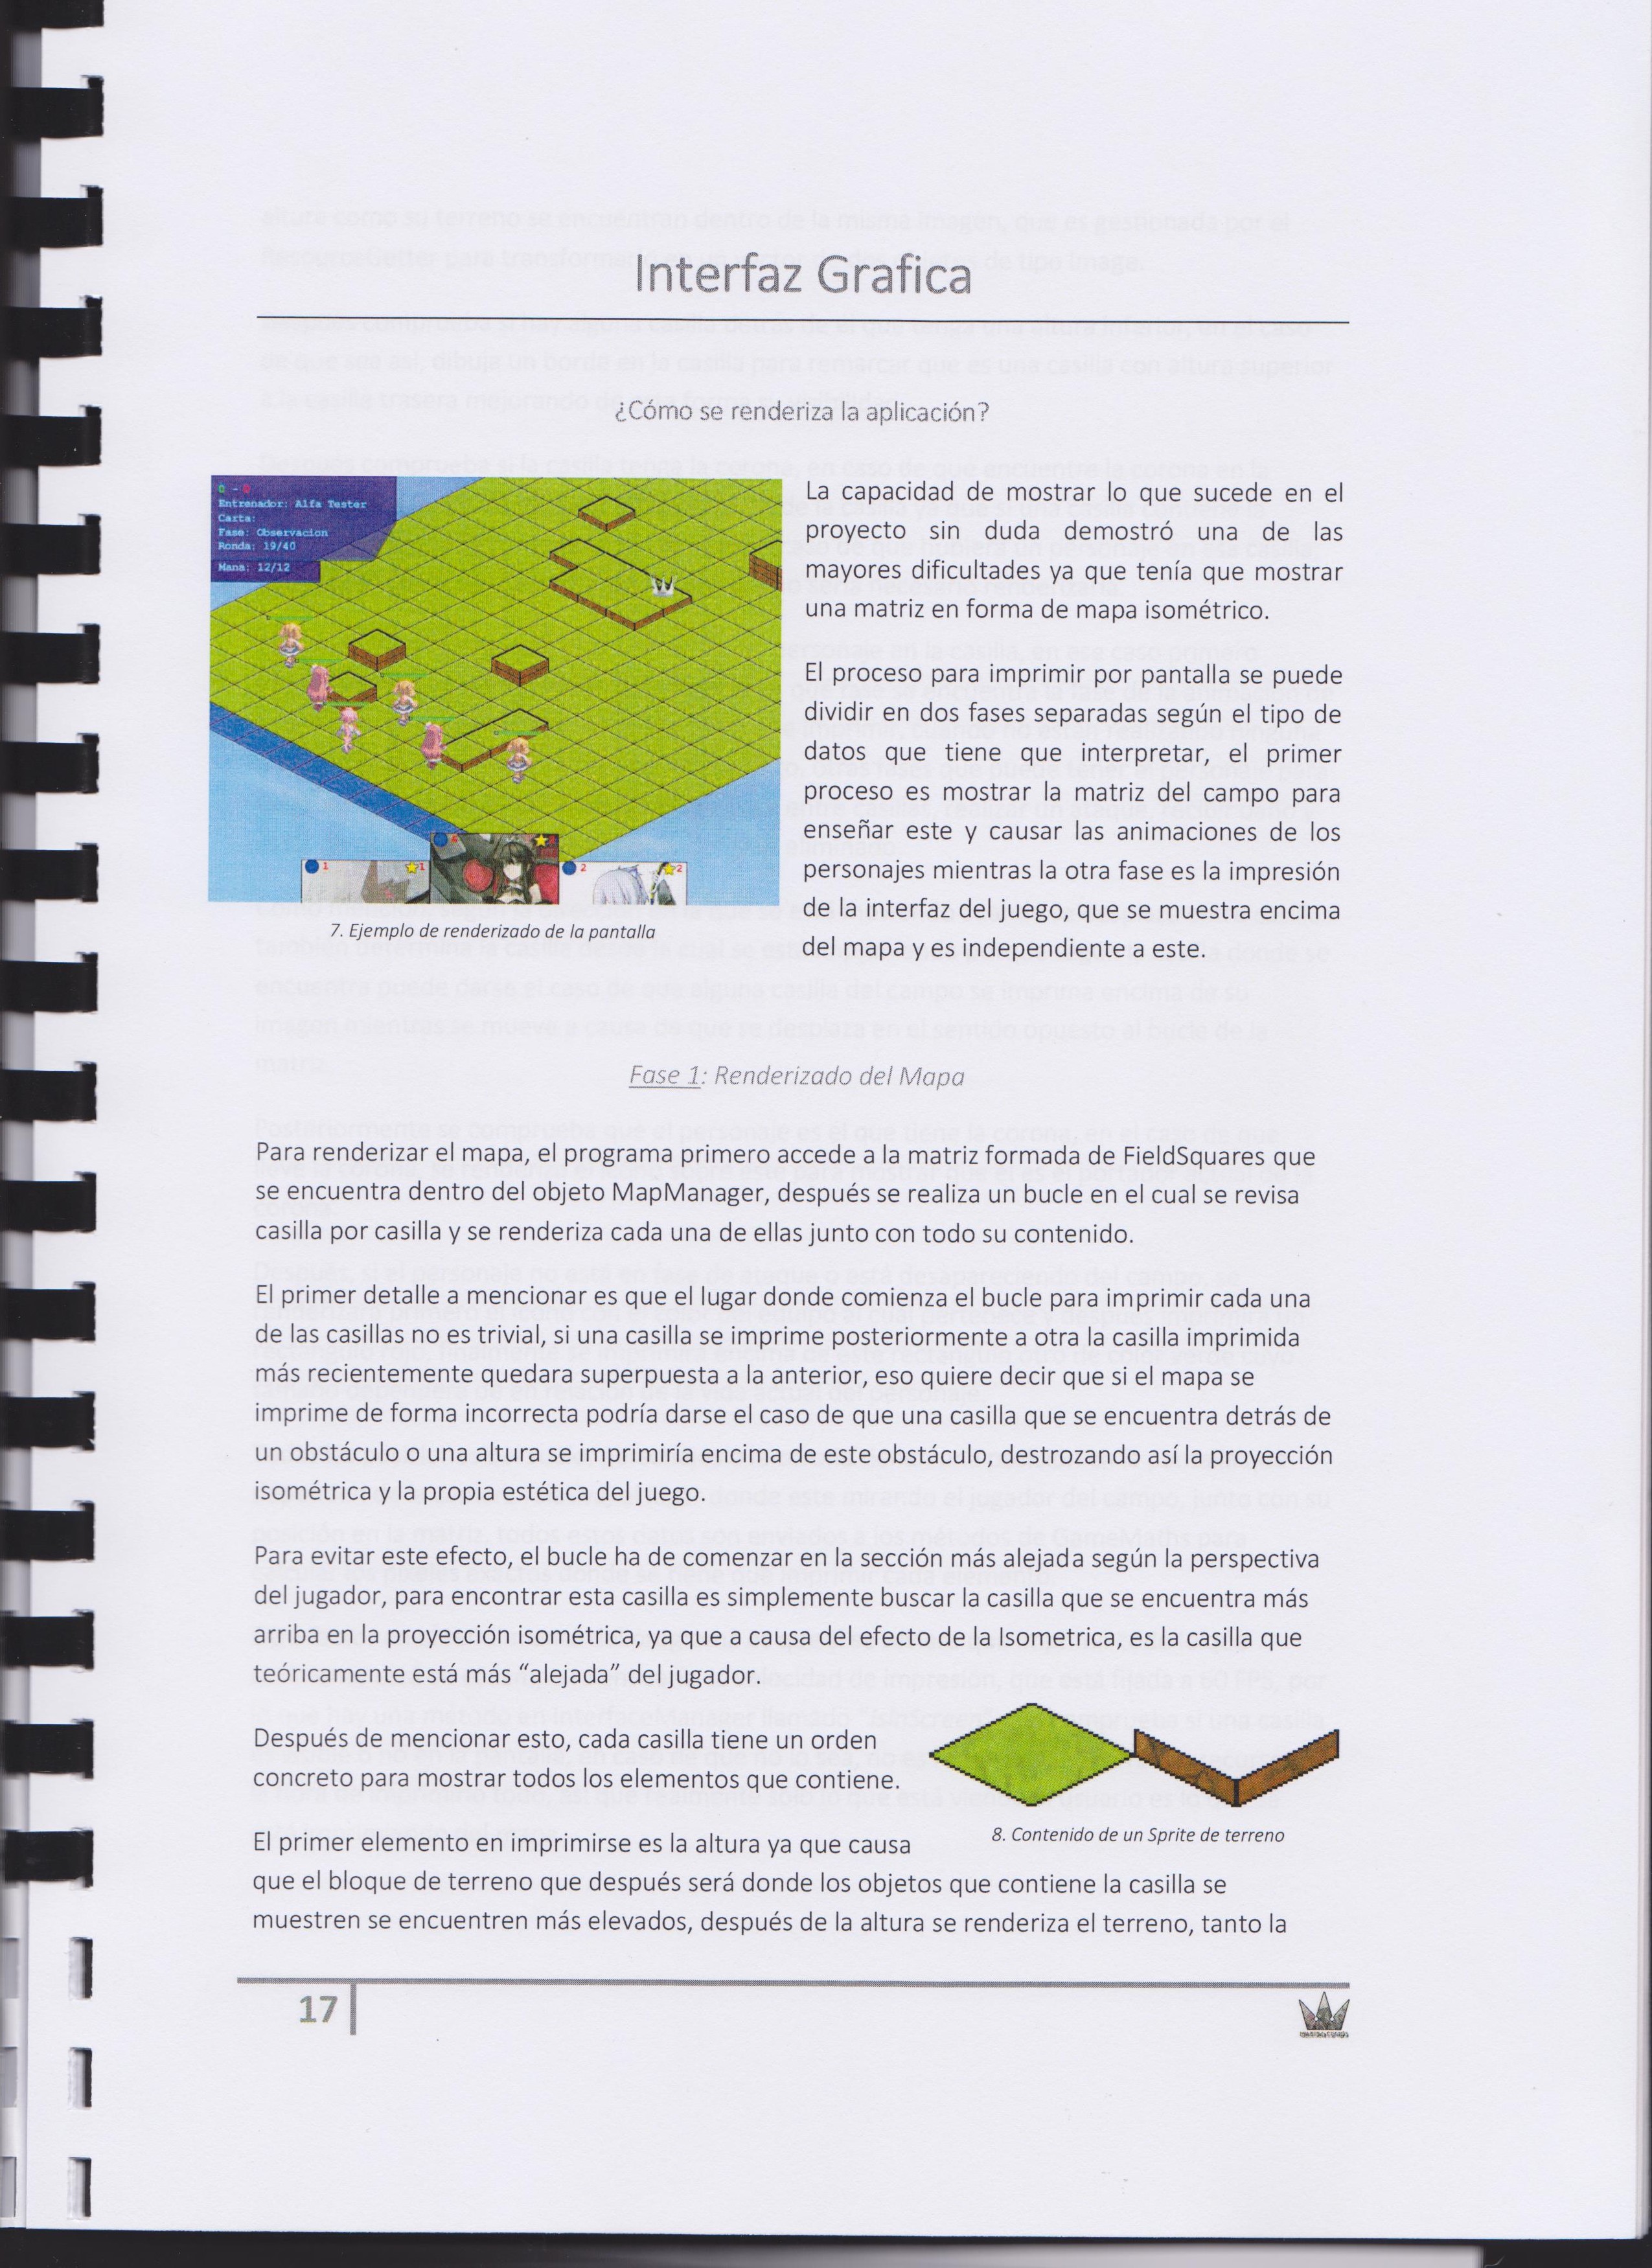 Interfaz Grafica
¿Cómo se renderiza la aplicación?
0 - 0
Entrenador: Alfa Tester
Carta:
Fase: Observacion
Ronda: 19/40
Mana: 12/12
1
1
2
2
7. Ejemplo de renderizado de la pantalla
La capacidad de mostrar lo que sucede en el
proyecto sin duda demostró una de las
mayores dificultades ya que tenía que mostrar
una matriz en forma de mapa isométrico.
El proceso para imprimir por pantalla se puede
dividir en dos fases separadas según el tipo de
datos que tiene que interpretar, el primer
proceso es mostrar la matriz del campo para
enseñar este y causar las animaciones de los
personajes mientras la otra fase es la impresión
de la interfaz del juego, que se muestra encima
del mapa y es independiente a este.
Fase 1: Renderizado del Mapa
Para renderizar el mapa, el programa primero accede a la matriz formada de FieldSquares que
se encuentra dentro del objeto MapManager, después se realiza un bucle en el cual se revisa
casilla por casilla y se renderiza cada una de ellas junto con todo su contenido.
El primer detalle a mencionar es que el lugar donde comienza el bucle para imprimir cada una
de las casillas no es trivial, si una casilla se imprime posteriormente a otra la casilla imprimida
más recientemente quedara superpuesta a la anterior, eso quiere decir que si el mapa se
imprime de forma incorrecta podría darse el caso de que una casilla que se encuentra detrás de
un obstáculo o una altura se imprimiría encima de este obstáculo, destrozando así la proyección
isométrica y la propia estética del juego.
Para evitar este efecto, el bucle ha de comenzar en la sección más alejada según la perspectiva
del jugador, para encontrar esta casilla es simplemente buscar la casilla que se encuentra más
arriba en la proyección isométrica, ya que a causa del efecto de la Isometrica, es la casilla que
teóricamente está más “alejada” del jugador.
Después de mencionar esto, cada casilla tiene un orden
concreto para mostrar todos los elementos que contiene.
8. Contenido de un Sprite de terreno
El primer elemento en imprimirse es la altura ya que causa
que el bloque de terreno que después será donde los objetos que contiene la casilla se
muestren se encuentren más elevados, después de la altura se renderiza el terreno, tanto la
17